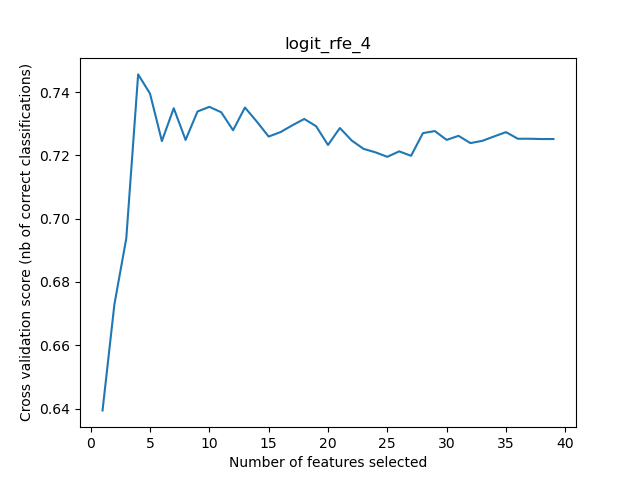 logit_rfe_4
Cross validation score (nb of correct classifications)
0.74
0.72
0.70
0.68
0.66
0.64
0 5 10 15 20 25 30 35 40
Number of features selected